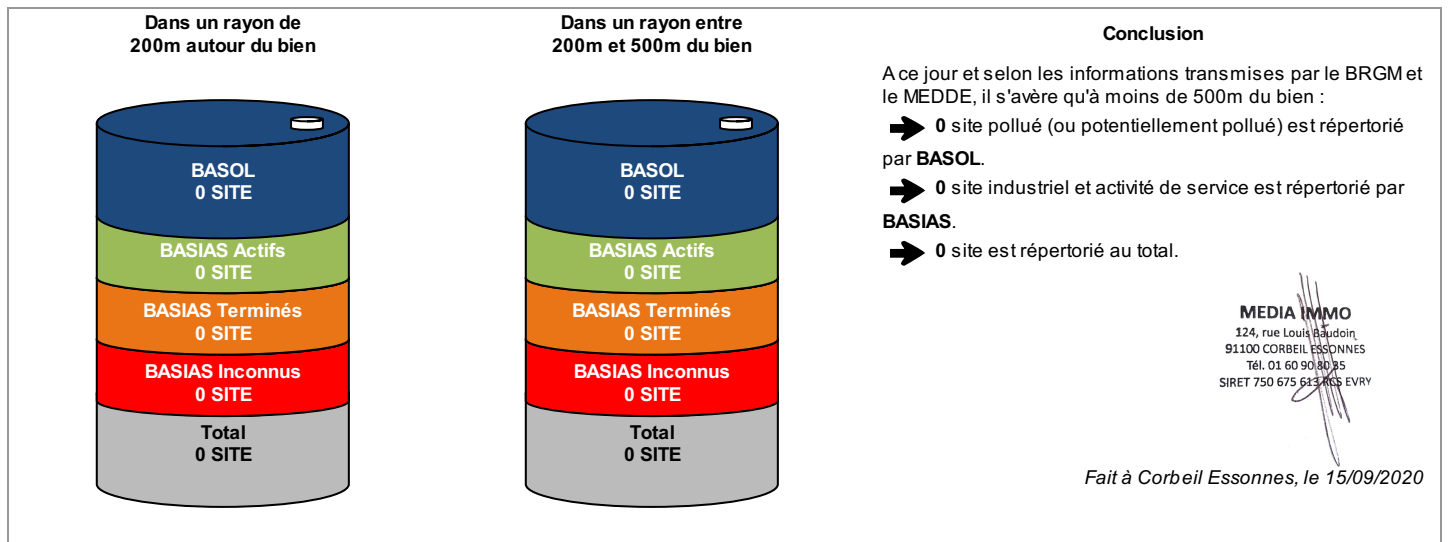 Dans un rayon de
200m autour du bien
BASOL
0 SITE
BASIAS Actifs
0 SITE
BASIAS Terminés
0 SITE
BASIAS Inconnus
0 SITE
Total
0 SITE
Dans un rayon entre
200m et 500m du bien
BASOL
0 SITE
BASIAS Actifs
0 SITE
BASIAS Terminés
0 SITE
BASIAS Inconnus
0 SITE
Total
0 SITE
Conclusion
A ce jour et selon les informations transmises par le BRGM et
le MEDDE, il s'avère qu'à moins de 500m du bien :
0 site pollué (ou potentiellement pollué) est répertorié
par BASOL.
0 site industriel et activité de service est répertorié par
BASIAS.
0 site est répertorié au total.
MEDIA IMMO
124, rue Louis Baudoin
91100 CORBEIL ESSONNES
Tél. 01 60 90 80 85
SIRET 750 675 613 RCS EVRY
Fait à Corbeil Essonnes, le 15/09/2020